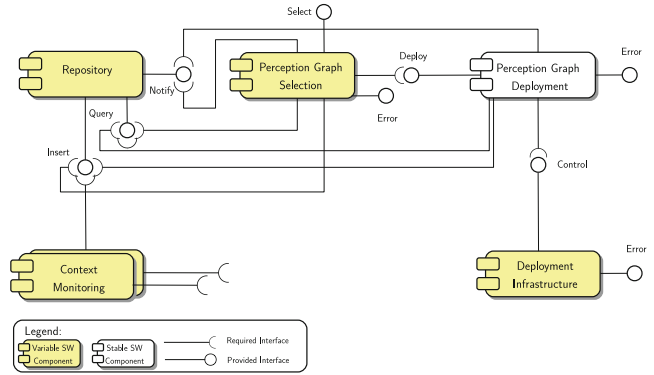 Select
Repository
Notify
Query
Insert
Perception Graph
Selection
Error
Deploy
Perception Graph
Deployment
Error
Control
Context
Monitoring
Deployment
Infrastructure
Error
Legend:
Variable SW
Component
Stable SW
Component
Required Interface
Provided Interface